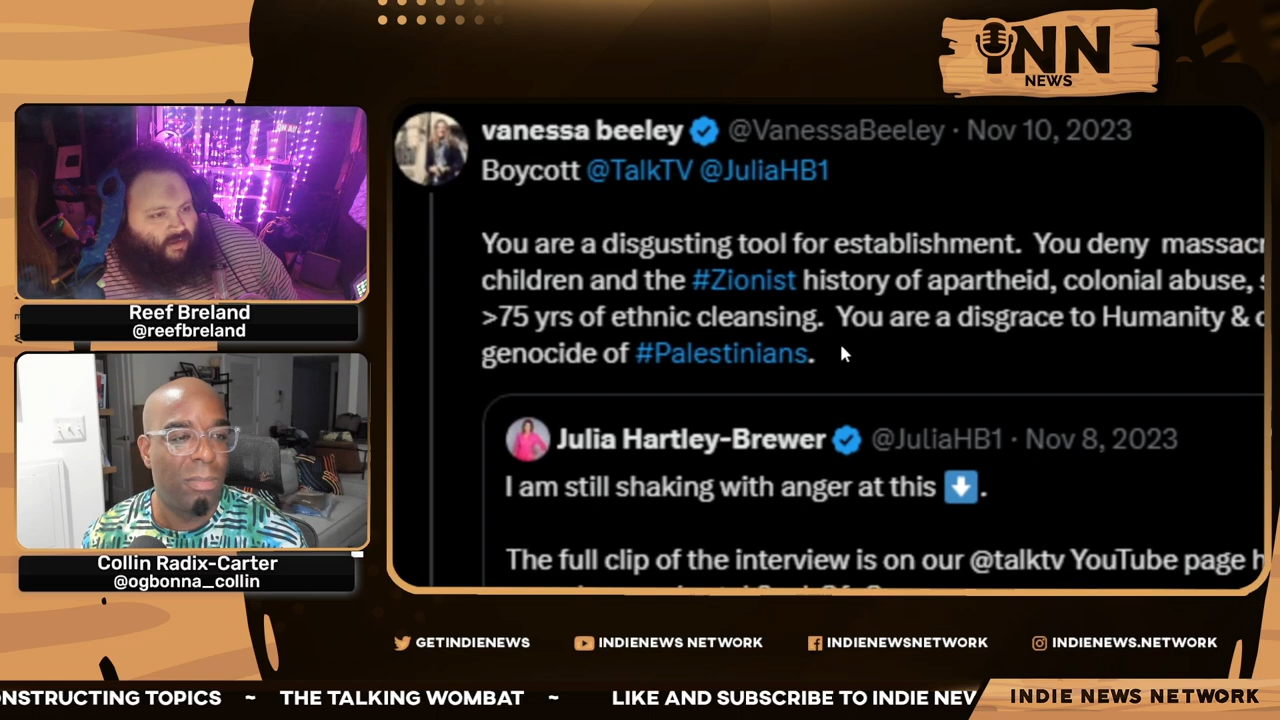 iNN
NEWS
vanessa beeley @VanessaBeeley · Nov 10, 2023
Boycott @TalkTV @JuliaHB1
You are a disgusting tool for establishment. You deny
children and the #Zionist history of apartheid, colonial abuse,
>75 yrs of ethnic cleansing. You are a disgrace to Humanity &
genocide of #Palestinians.
Julia Hartley-Brewer @JuliaHB1 · Nov 8, 2023
I am still shaking with anger at this ⬇️.
The full clip of the interview is on our @talktv YouTube page
Reef Breland
@reefbreland
Collin Radix-Carter
@ogbonna_collin
GETINDIENEWS INDIENEWS NETWORK INDIENEWSNETWORK INDIENEWS.NETWORK
TOPICS ~ THE TALKING WOMBAT ~ LIKE AND SUBSCRIBE TO INDIE INDIE NEWS NETWORK